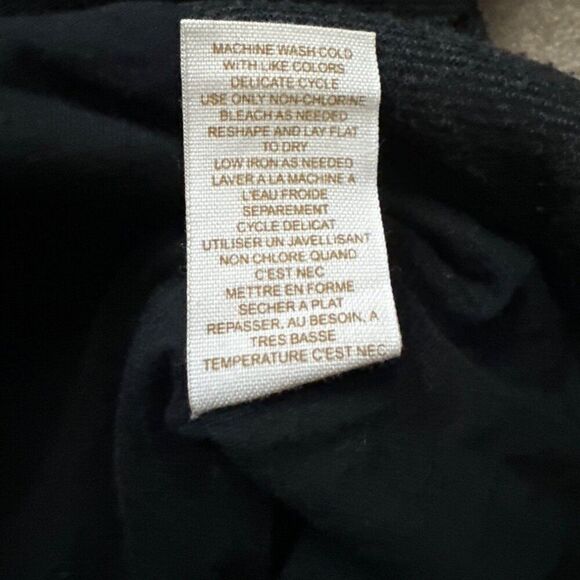 MACHINE WASH COLD
WITH LIKE COLORS
DELICATE CYCLE
USE ONLY NON-CHLORINE
BLEACH AS NEEDED
RESHAPE AND LAY FLAT
TO DRY
LOW IRON AS NEEDED
LAVER A LA MACHINE A
L'EAU FROIDE
SEPAREMENT
CYCLE DELICAT
UTILISER UN JAVELLISANT
NON CHLORE QUAND
C'EST NEC
METTRE EN FORME
SECHER A PLAT
REPASSER, AU BESOIN, A
TRES BASSE
TEMPERATURE C'EST NEC